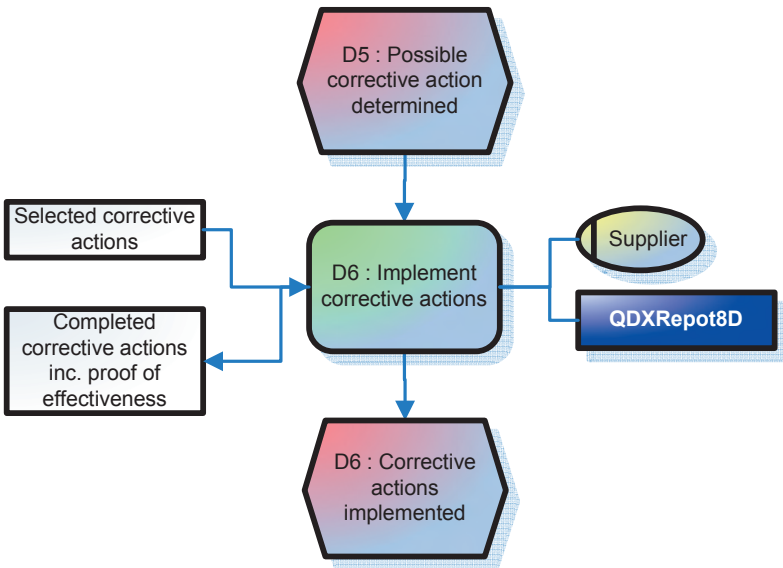 D5 : Possible
corrective action
determined
Selected corrective
actions
D6 : Implement
corrective actions
Supplier
QDXRepot8D
Completed
corrective actions
inc. proof of
effectiveness
D6 : Corrective
actions
implemented